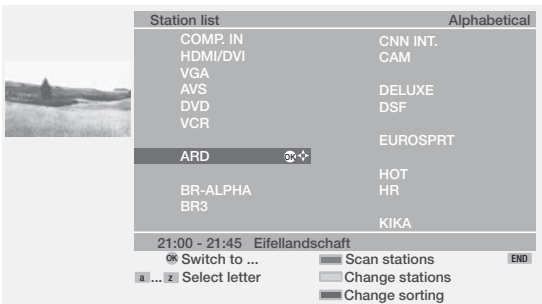 Station list Alphabetical
COMP. IN
HDMI/DVI
VGA
AVS
DVD
VCR
ARD OK
BR-ALPHA
BR3
CNN INT.
CAM
DELUXE
DSF
EUROSPRT
HOT
HR
KIKA
21:00 - 21:45 Eifellandschaft
OK Switch to ... Scan stations END
a ... z Select letter Change stations
Change sorting